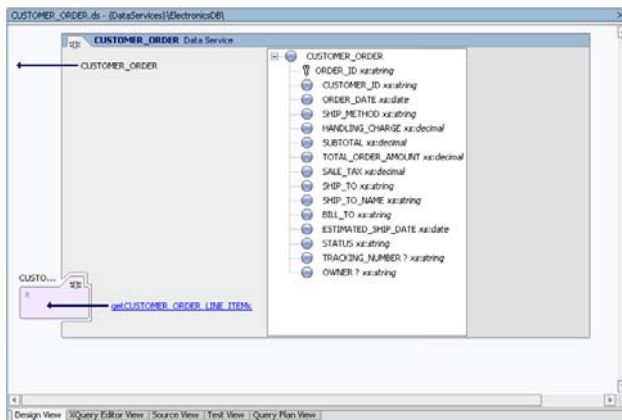 CUSTOMER_ORDER.ds - {DataServices}\ElectronicsDB\
CUSTOMER_ORDER Data Service
CUSTOMER_ORDER
CUSTOMER_ORDER
ORDER_ID xs:string
CUSTOMER_ID xs:string
ORDER_DATE xs:date
SHIP_METHOD xs:string
HANDLING_CHARGE xs:decimal
SUBTOTAL xs:decimal
TOTAL_ORDER_AMOUNT xs:decimal
SALE_TAX xs:decimal
SHIP_TO xs:string
SHIP_TO_NAME xs:string
BILL_TO xs:string
ESTIMATED_SHIP_DATE xs:date
STATUS xs:string
TRACKING_NUMBER ? xs:string
OWNER ? xs:string
CUSTO...
getCUSTOMER_ORDER_LINE_ITEMs
Design View | XQuery Editor View | Source View | Test View | Query Plan View